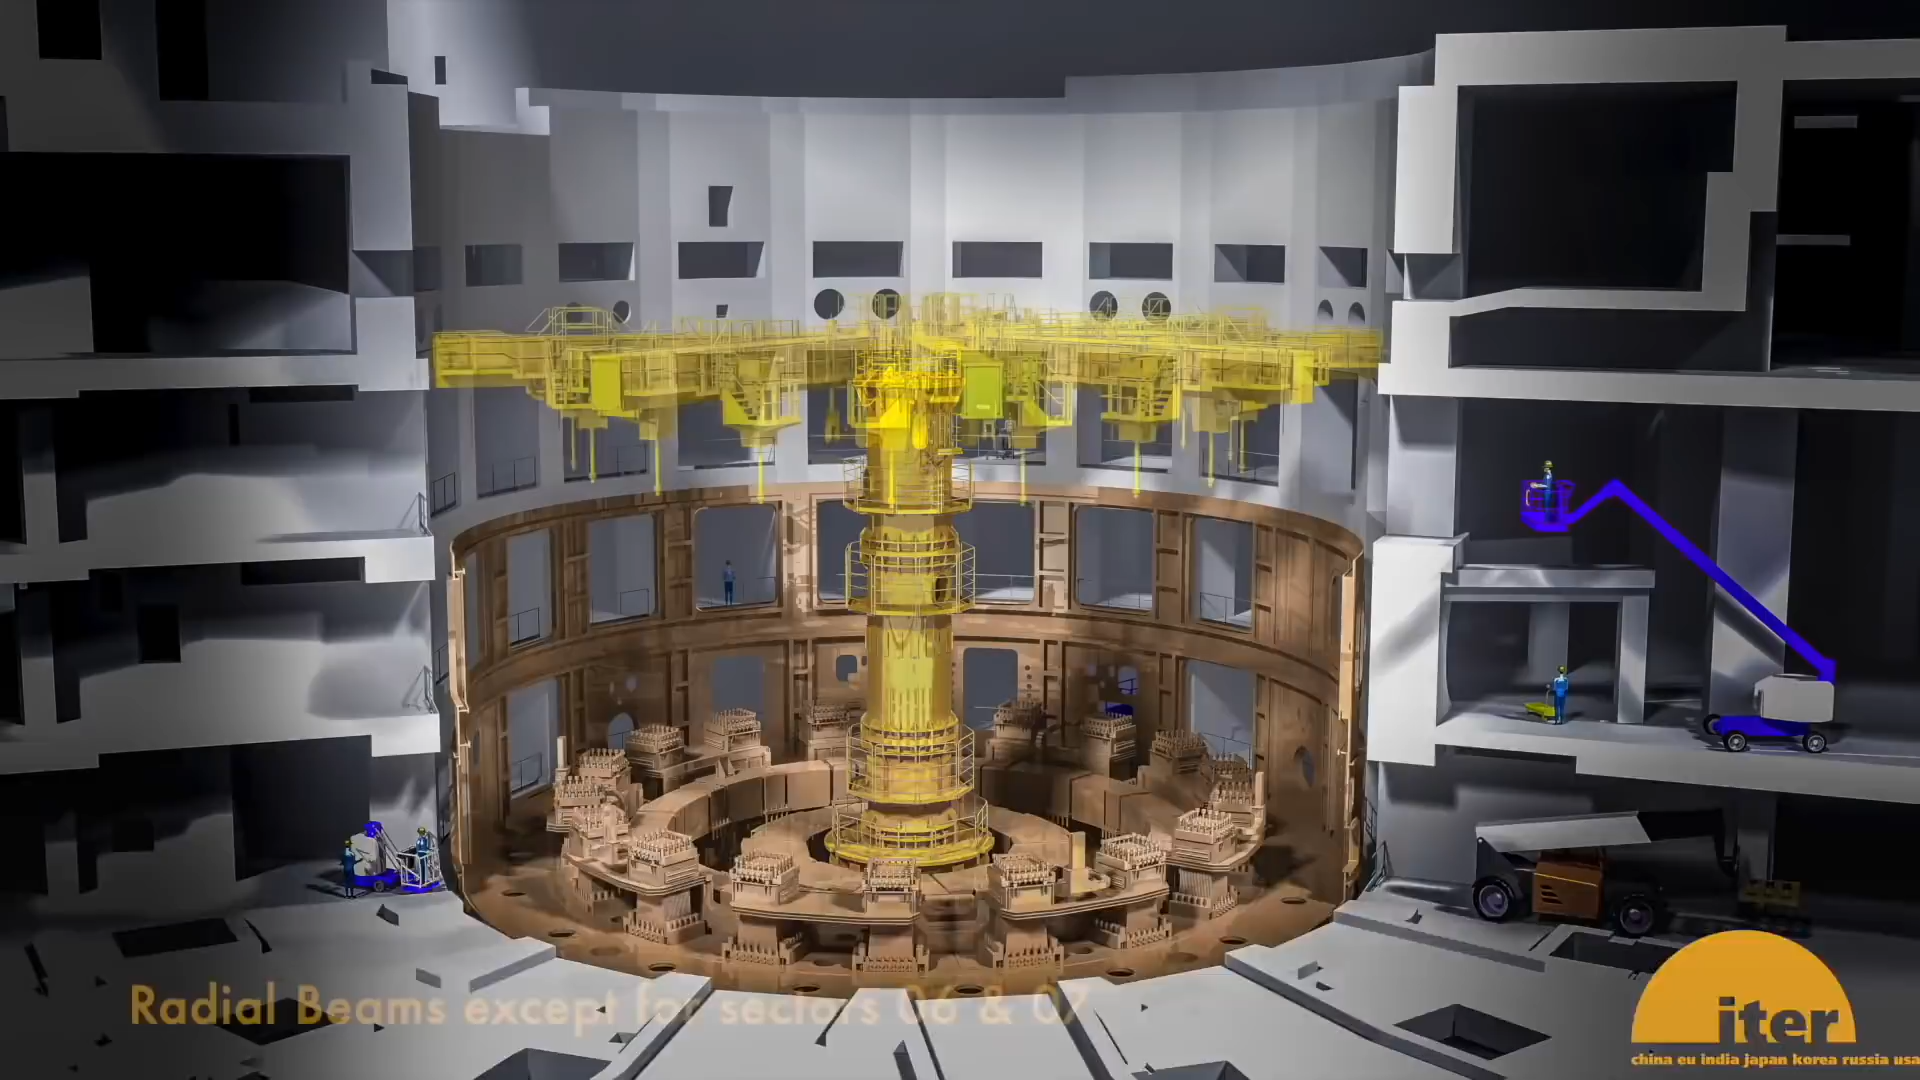 Radial Beams except for sectors 06 & 07
iter
china eu india japan korea russia usa